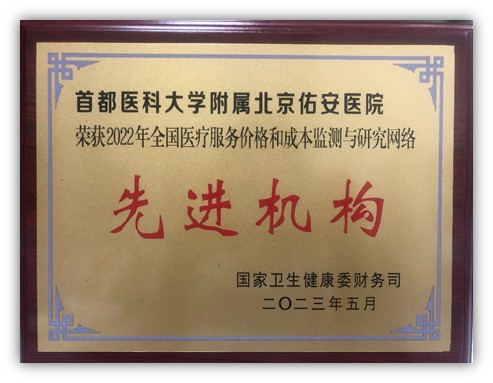 首都医科大学附属北京佑安医院
荣获2022年全国医疗服务价格和成本监测与研究网络
先进机构
国家卫生健康委财务司
二〇二三年五月